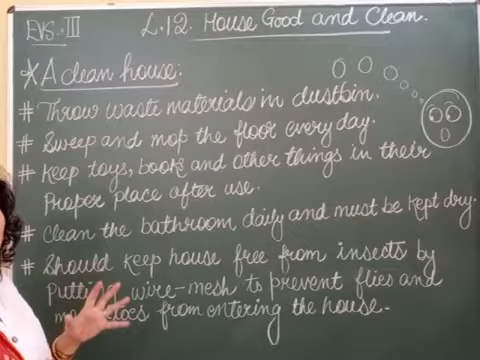 EVS-III
L.12. House Good and Clean.
*A clean house:
# Throw waste materials in dustbin.
# Sweep and mop the floor every day.
# Keep toys, books and other things in their
Proper place after use.
# Clean the bathroom daily and must be kept dry.
# Should keep house free from insects by
wire-mesh to prevent flies and
from entering the house.